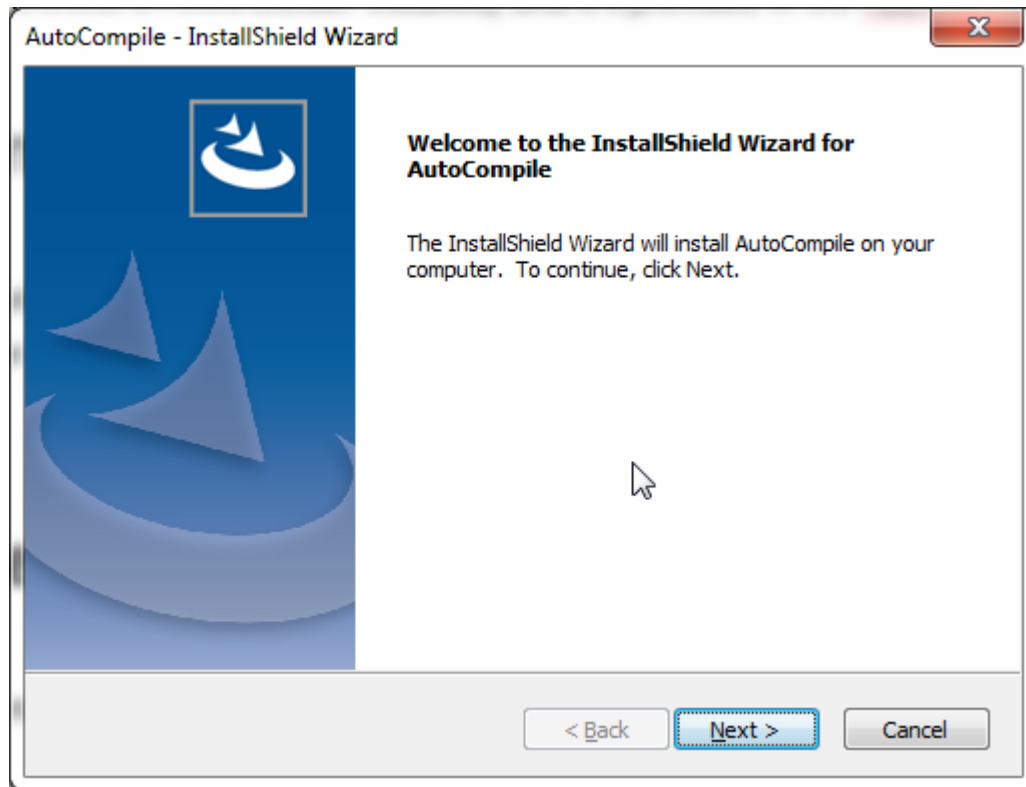 AutoCompile - InstallShield Wizard
Welcome to the InstallShield Wizard for
AutoCompile
The InstallShield Wizard will install AutoCompile on your
computer.  To continue, click Next.
< Back
Next >
Cancel